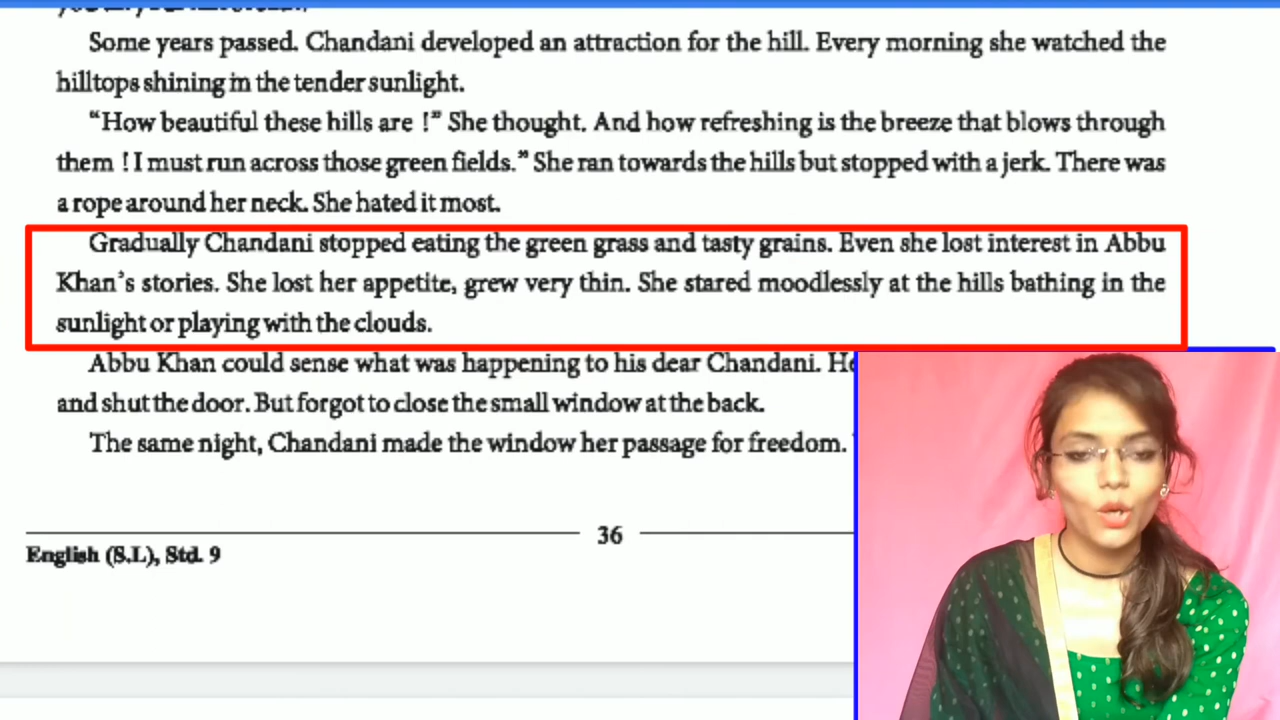 Some years passed. Chandani developed an attraction for the hill. Every morning she watched the
hilltops shining in the tender sunlight.
“How beautiful these hills are !” She thought. And how refreshing is the breeze that blows through
them ! I must run across those green fields.” She ran towards the hills but stopped with a jerk. There was
a rope around her neck. She hated it most.
Gradually Chandani stopped eating the green grass and tasty grains. Even she lost interest in Abbu
Khan’s stories. She lost her appetite, grew very thin. She stared moodlessly at the hills bathing in the
sunlight or playing with the clouds.
Abbu Khan could sense what was happening to his dear Chandani. He
and shut the door. But forgot to close the small window at the back.
The same night, Chandani made the window her passage for freedom.
36
English (S.L), Std. 9